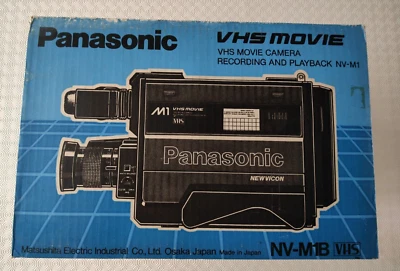 Panasonic
VHS MOVIE
VHS MOVIE CAMERA
RECORDING AND PLAYBACK NV-M1
M1 VHS MOVIE
VHS
Panasonic
NEWVICON
Matsushita Electric Industrial Co., Ltd. Osaka Japan Made in Japan
NV-M1B VHS